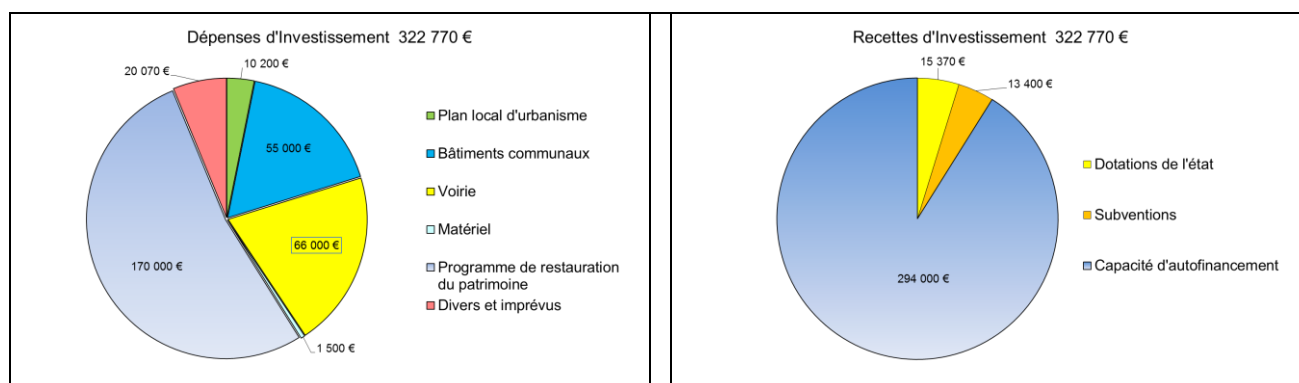 Dépenses d'Investissement 322 770 €
20 070 €
10 200 €
55 000 €
66 000 €
170 000 €
1 500 €
Plan local d'urbanisme
Bâtiments communaux
Voirie
Matériel
Programme de restauration
du patrimoine
Divers et imprévus
Recettes d'Investissement 322 770 €
15 370 €
13 400 €
294 000 €
Dotations de l'état
Subventions
Capacité d'autofinancement